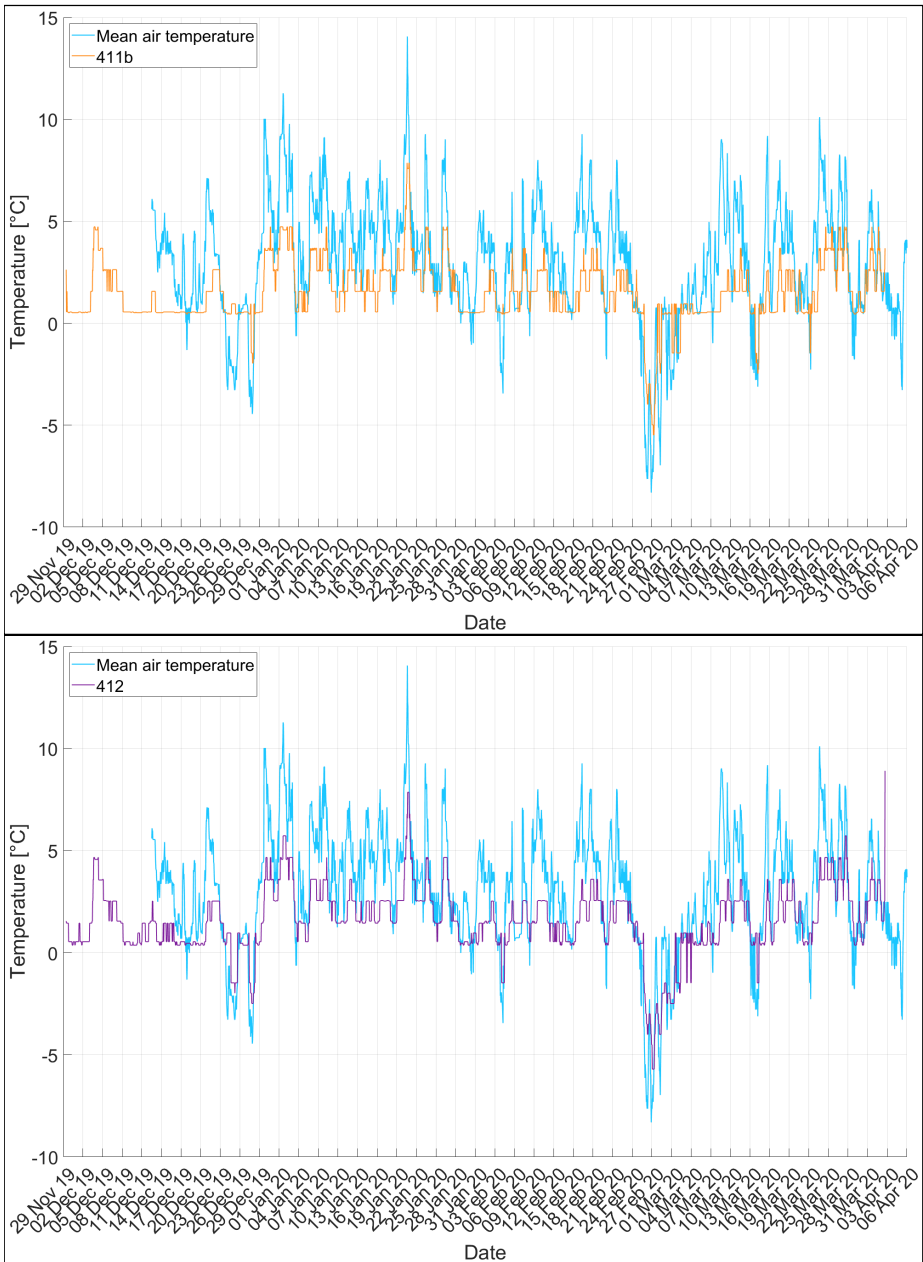 15
10
5
0
-5
-10
Temperature [°C]
Mean air temperature
411b
29 Nov 19
02 Dec 19
05 Dec 19
08 Dec 19
11 Dec 19
14 Dec 19
17 Dec 19
20 Dec 19
23 Dec 19
26 Dec 19
29 Dec 19
01 Jan 20
04 Jan 20
07 Jan 20
10 Jan 20
13 Jan 20
16 Jan 20
19 Jan 20
22 Jan 20
25 Jan 20
28 Jan 20
31 Jan 20
03 Feb 20
06 Feb 20
09 Feb 20
12 Feb 20
15 Feb 20
18 Feb 20
21 Feb 20
24 Feb 20
27 Feb 20
01 Mar 20
04 Mar 20
07 Mar 20
10 Mar 20
13 Mar 20
16 Mar 20
19 Mar 20
22 Mar 20
25 Mar 20
28 Mar 20
31 Mar 20
03 Apr 20
06 Apr 20
Date
15
10
5
0
-5
-10
Temperature [°C]
Mean air temperature
412
29 Nov 19
02 Dec 19
05 Dec 19
08 Dec 19
11 Dec 19
14 Dec 19
17 Dec 19
20 Dec 19
23 Dec 19
26 Dec 19
29 Dec 19
01 Jan 20
04 Jan 20
07 Jan 20
10 Jan 20
13 Jan 20
16 Jan 20
19 Jan 20
22 Jan 20
25 Jan 20
28 Jan 20
31 Jan 20
03 Feb 20
06 Feb 20
09 Feb 20
12 Feb 20
15 Feb 20
18 Feb 20
21 Feb 20
24 Feb 20
27 Feb 20
01 Mar 20
04 Mar 20
07 Mar 20
10 Mar 20
13 Mar 20
16 Mar 20
19 Mar 20
22 Mar 20
25 Mar 20
28 Mar 20
31 Mar 20
03 Apr 20
06 Apr 20
Date